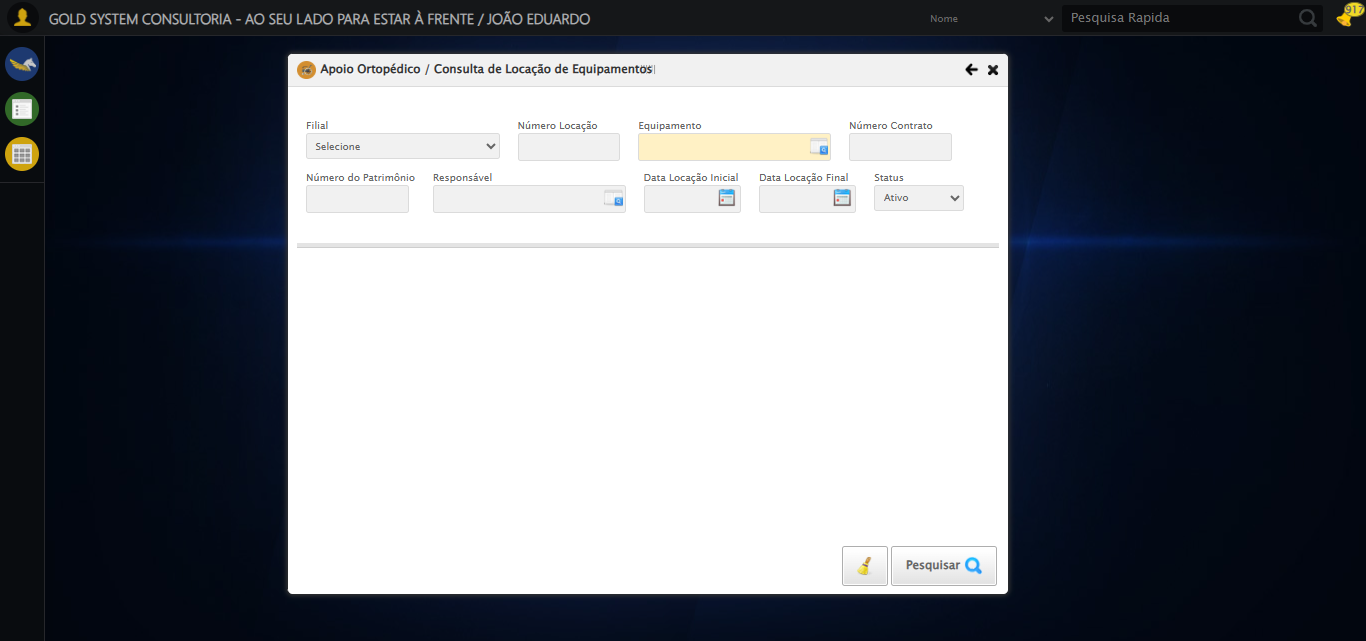 GOLD SYSTEM CONSULTORIA - AO SEU LADO PARA ESTAR À FRENTE / JOÃO EDUARDO
Nome
Pesquisa Rapida
917
Apoio Ortopédico / Consulta de Locação de Equipamentos
Filial
Número Locação
Equipamento
Número Contrato
Selecione
Número do Patrimônio
Responsável
Data Locação Inicial
Data Locação Final
Status
Ativo
Pesquisar